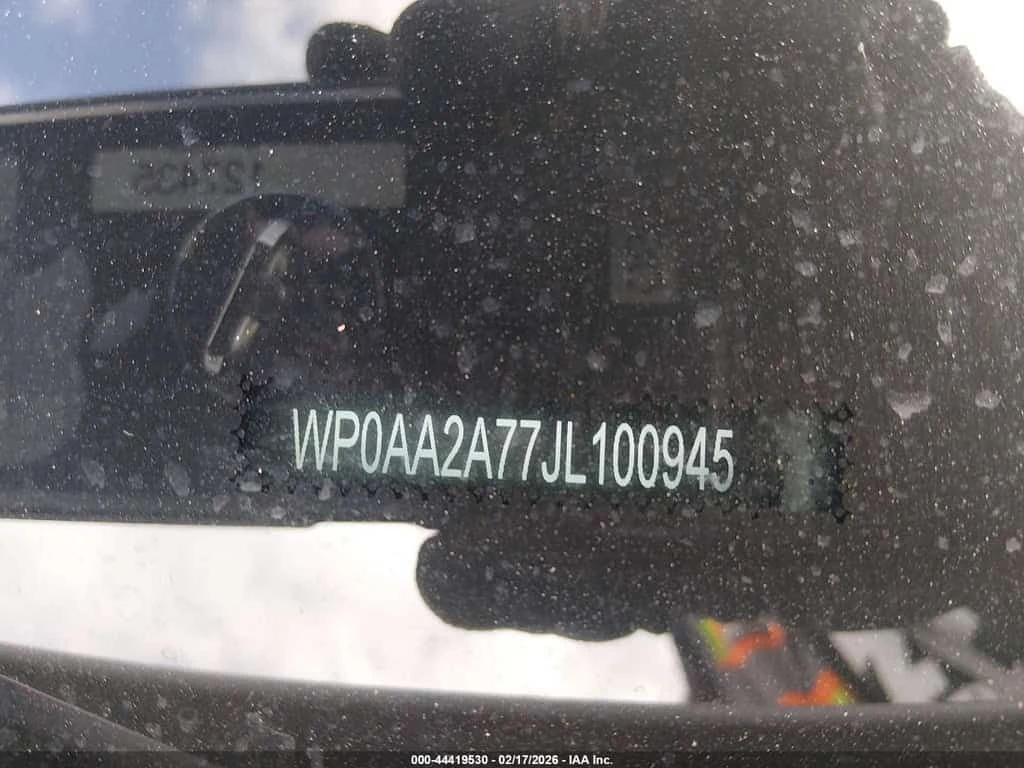 WP0AA2A77JL100945
000-44419530 - 02/17/2026 - IAA Inc.